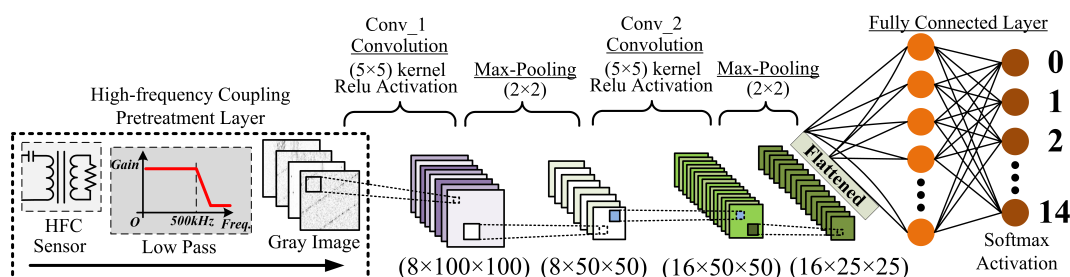 High-frequency Coupling
Pretreatment Layer
HFC
Sensor
Gain
O
500kHz
Freq.
Low Pass
Gray Image
Conv_1
Convolution
(5×5) kernel
Relu Activation
Max-Pooling
(2×2)
Conv_2
Convolution
(5×5) kernel
Relu Activation
Max-Pooling
(2×2)
(8×100×100)
(8×50×50)
(16×50×50)
(16×25×25)
Flattened
Fully Connected Layer
0
1
2
14
Softmax
Activation